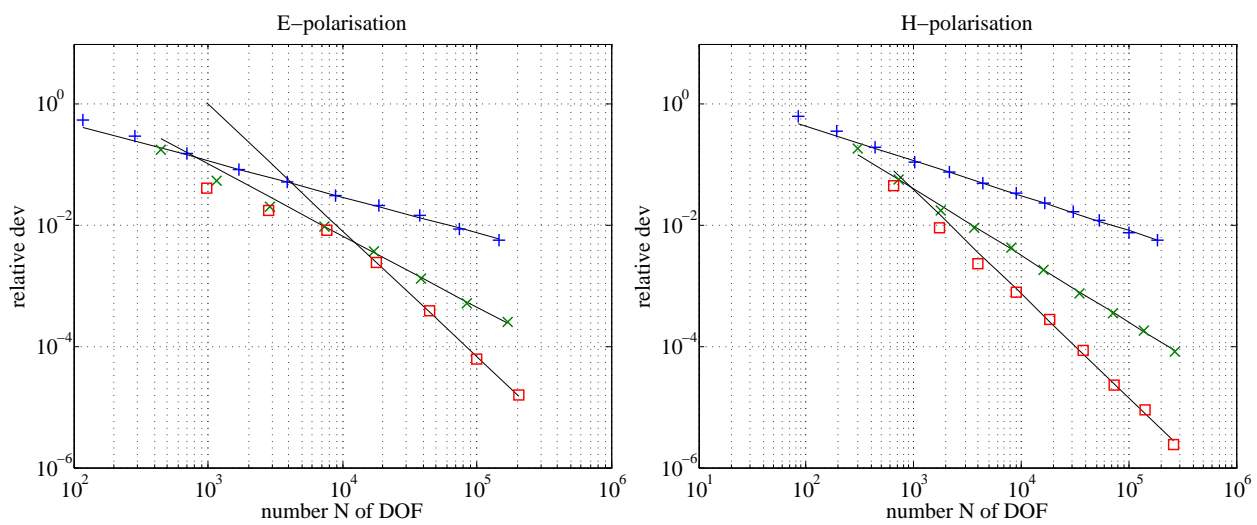 E−polarisation
10^0
10^−2
10^−4
10^−6
relative dev
10^2 10^3 10^4 10^5 10^6
number N of DOF
H−polarisation
10^0
10^−2
10^−4
10^−6
relative dev
10^1 10^2 10^3 10^4 10^5 10^6
number N of DOF